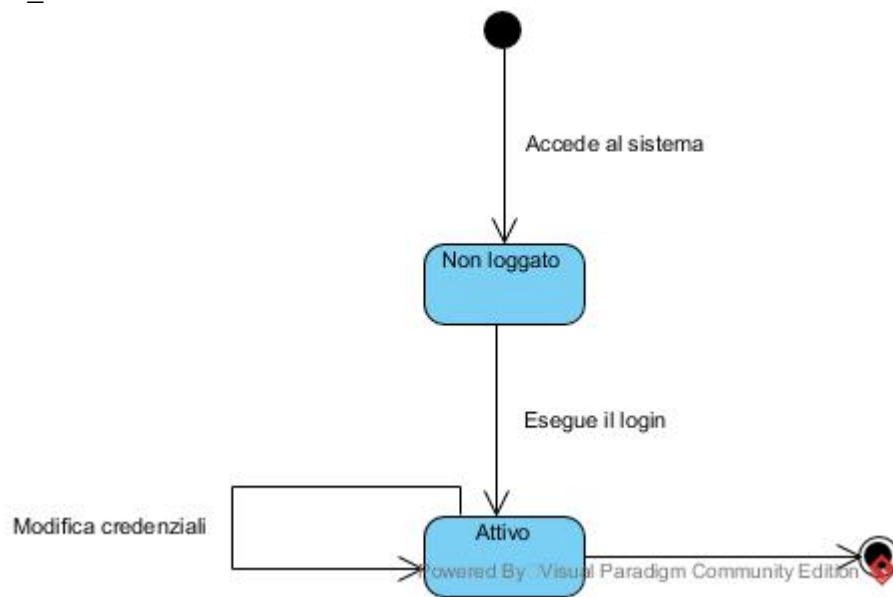 Accede al sistema
Non loggato
Esegue il login
Modifica credenziali
Attivo
Powered By Visual Paradigm Community Edition